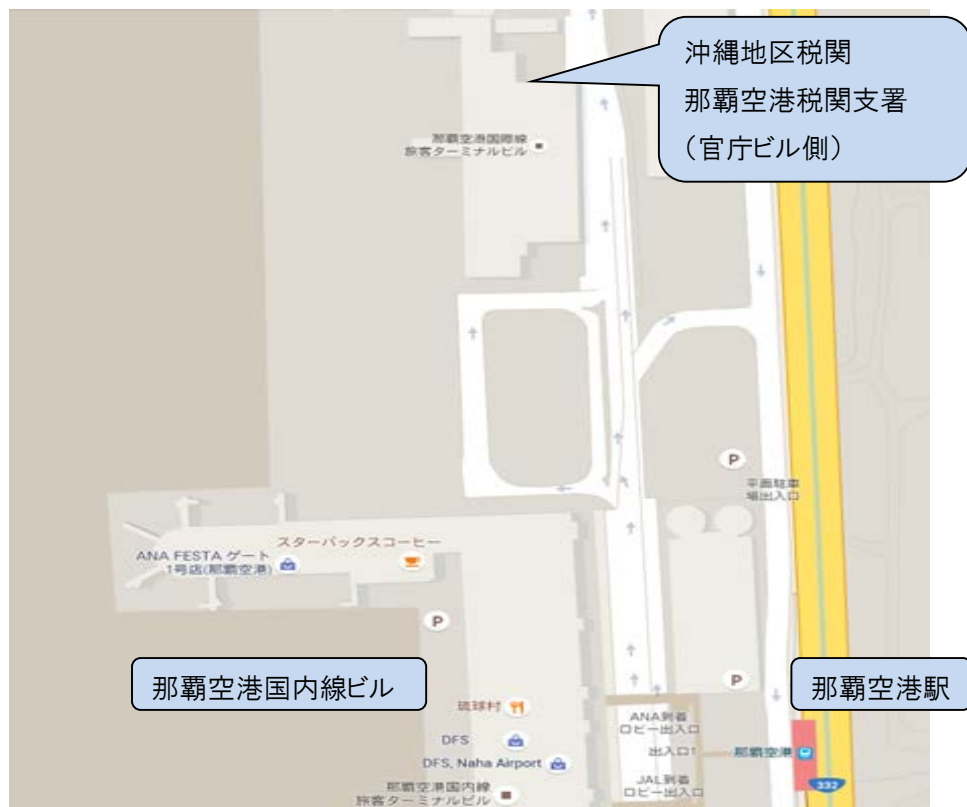 沖縄地区税関
那覇空港税関支署
（官庁ビル側）
那覇空港国際線
旅客ターミナルビル
P
平面駐車
場出入口
スターバックスコーヒー
ANA FESTA ゲート
1号店(那覇空港)
P
那覇空港国内線ビル
P
那覇空港駅
琉球村
ANA到着
ロビー出入口
DFS
出入口1
那覇空港
DFS, Naha Airport
332
JAL到着
ロビー出入口
那覇空港国内線
旅客ターミナルビル